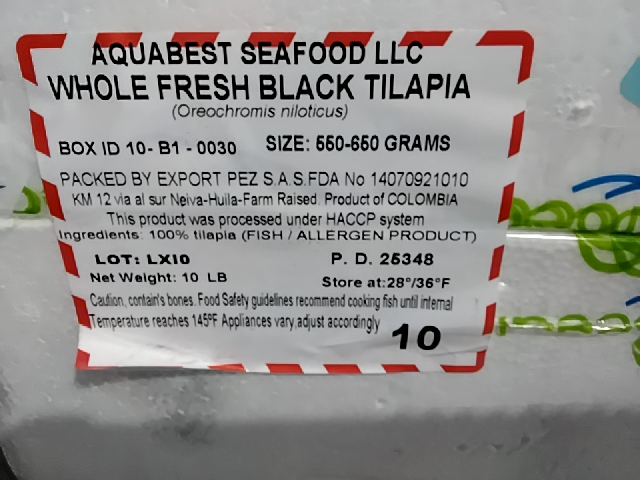 AQUABEST SEAFOOD LLC
WHOLE FRESH BLACK TILAPIA
(Oreochromis niloticus)
BOX ID 10- B1 - 0030 SIZE: 550-650 GRAMS
PACKED BY EXPORT PEZ S.A.S.FDA No 14070921010
KM 12 via al sur Neiva-Huila-Farm Raised. Product of COLOMBIA
This product was processed under HACCP system
Ingredients: 100% tilapia (FISH / ALLERGEN PRODUCT)
LOT: LXI0 P. D. 25348
Net Weight: 10 LB Store at:28°/36°F
Caution, contain's bones. Food Safety guidelines recommend cooking fish until internal
Temperature reaches 145ºF Appliances vary,adjust accordingly
10